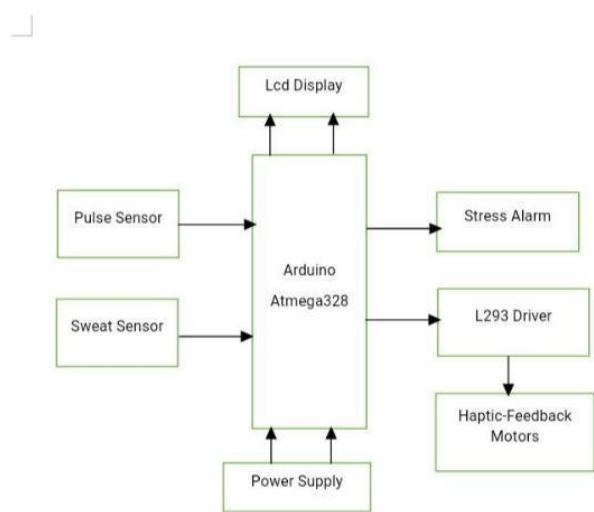 Lcd Display
Pulse Sensor
Stress Alarm
Arduino
Atmega328
Sweat Sensor
L293 Driver
Haptic-Feedback
Motors
Power Supply